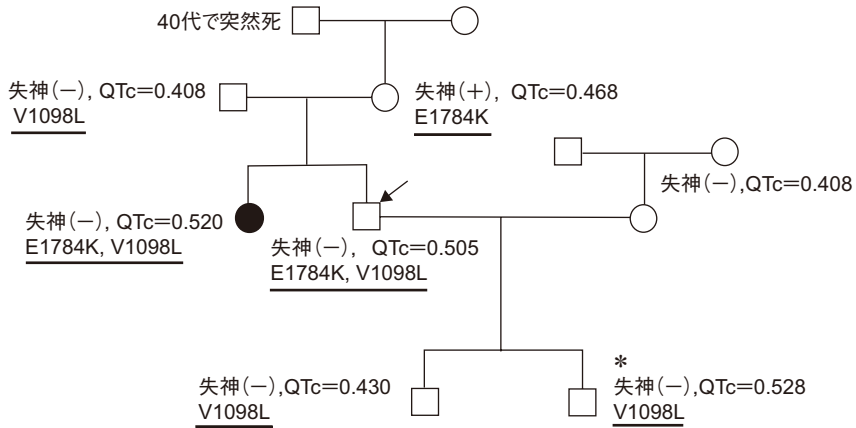 40代で突然死
失神(−), QTc=0.408
V1098L
失神(+), QTc=0.468
E1784K
失神(−),QTc=0.408
失神(−), QTc=0.520
E1784K, V1098L
失神(−), QTc=0.505
E1784K, V1098L
失神(−),QTc=0.430
V1098L
*
失神(−),QTc=0.528
V1098L